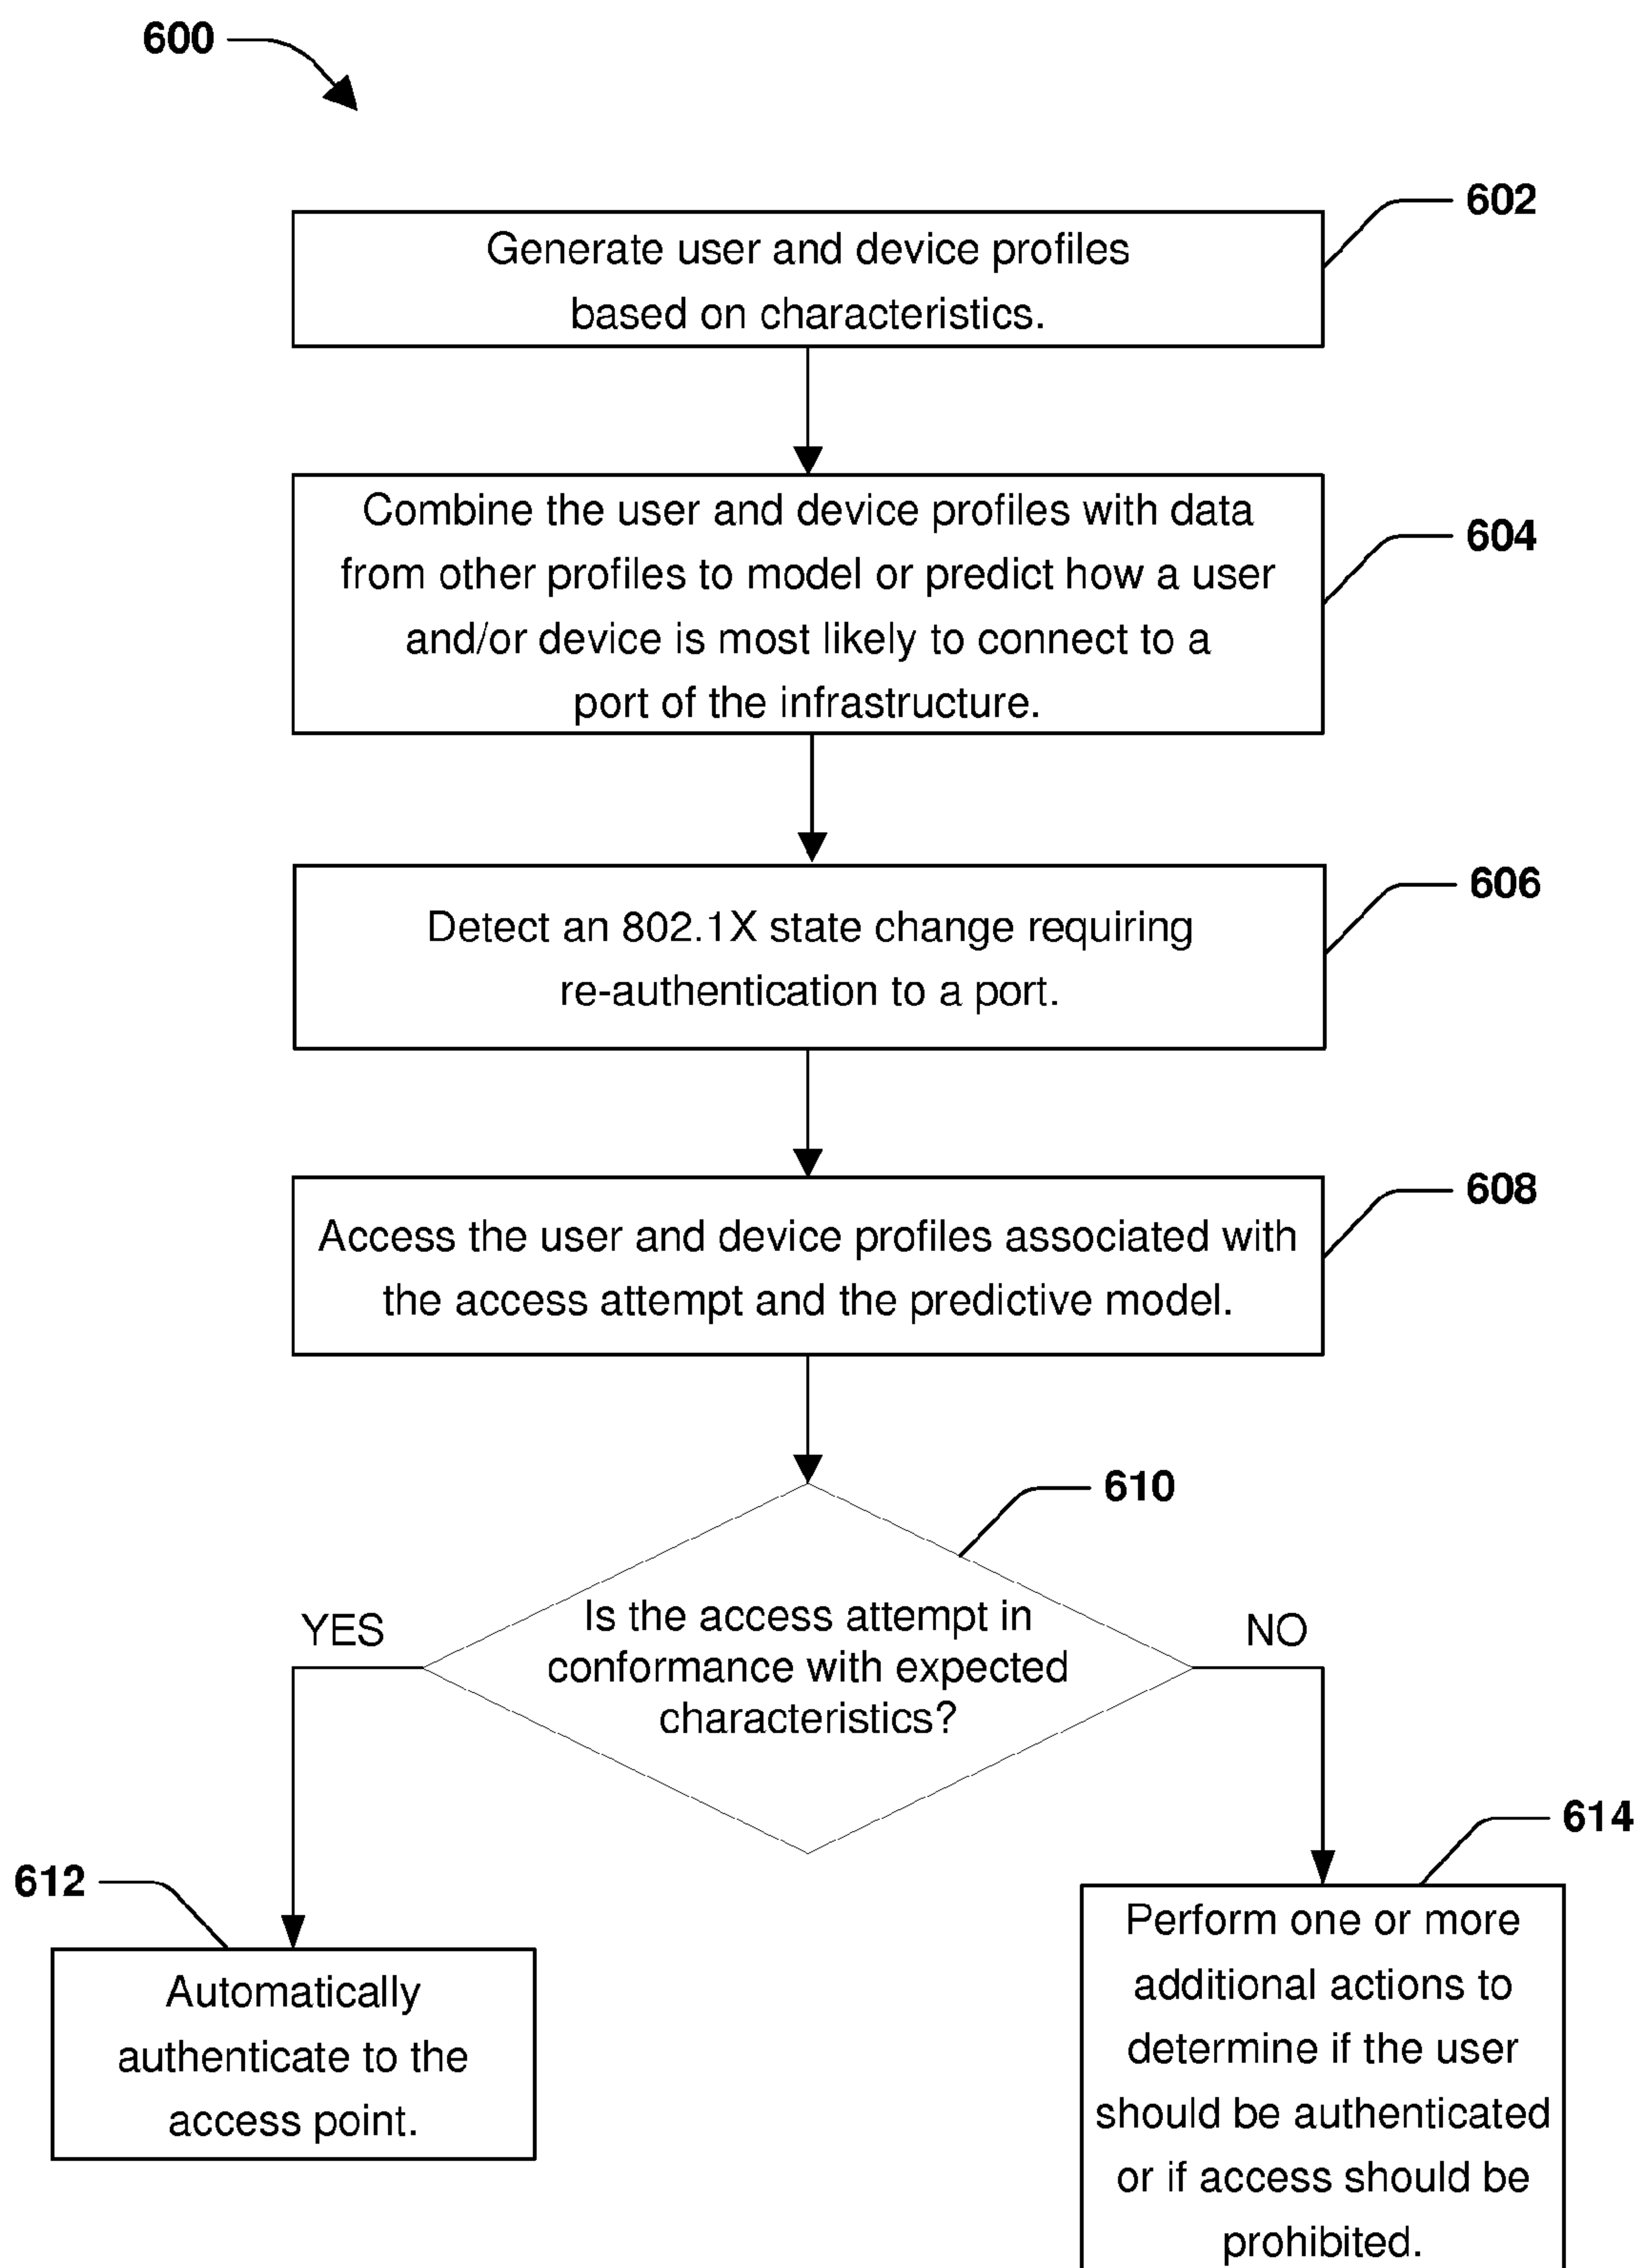 600
602
Generate user and device profiles
based on characteristics.
604
Combine the user and device profiles with data
from other profiles to model or predict how a user
and/or device is most likely to connect to a
port of the infrastructure.
606
Detect an 802.1X state change requiring
re-authentication to a port.
608
Access the user and device profiles associated with
the access attempt and the predictive model.
610
Is the access attempt in
conformance with expected
characteristics?
YES
NO
612
Automatically
authenticate to the
access point.
614
Perform one or more
additional actions to
determine if the user
should be authenticated
or if access should be
prohibited.